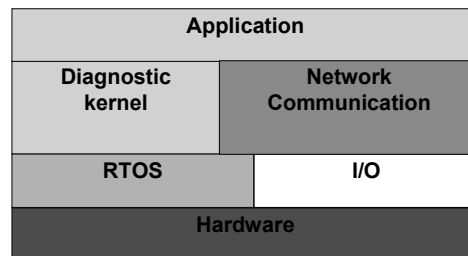 Application
Diagnostic
kernel
Network
Communication
RTOS
I/O
Hardware